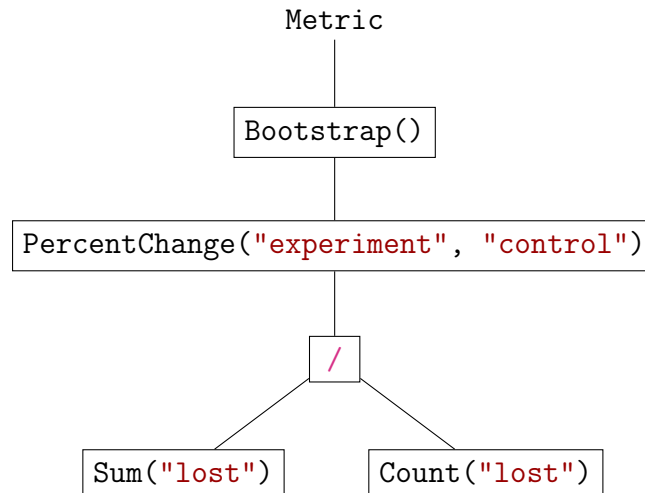 Metric
Bootstrap()
PercentChange("experiment", "control")
/
Sum("lost") Count("lost")